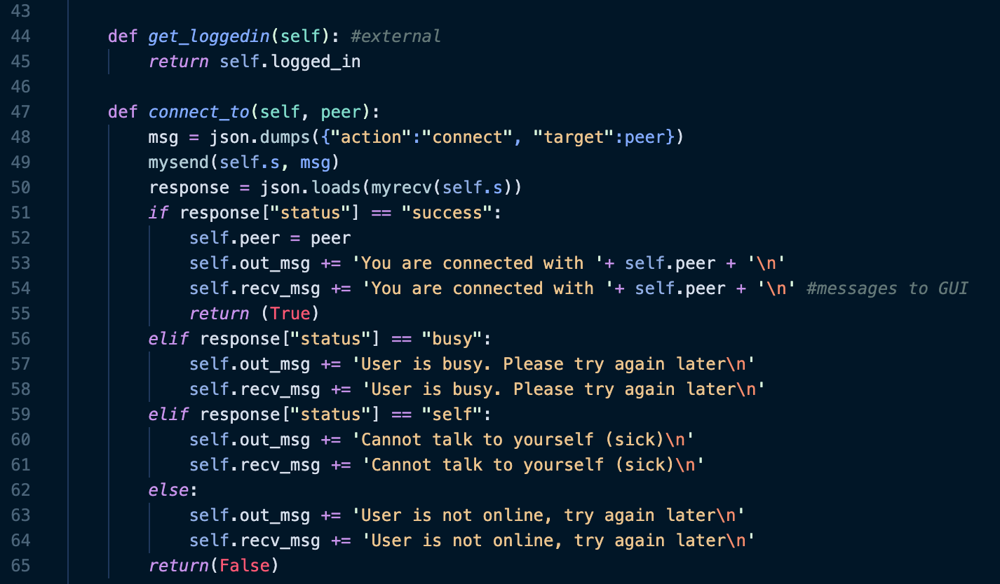 43
44 def get_loggedin(self): #external
45 return self.logged_in
46
47 def connect_to(self, peer):
48 msg = json.dumps({"action":"connect", "target":peer})
49 mysend(self.s, msg)
50 response = json.loads(myrecv(self.s))
51 if response["status"] == "success":
52 self.peer = peer
53 self.out_msg += 'You are connected with '+ self.peer + '\n'
54 self.recv_msg += 'You are connected with '+ self.peer + '\n' #messages to GUI
55 return (True)
56 elif response["status"] == "busy":
57 self.out_msg += 'User is busy. Please try again later\n'
58 self.recv_msg += 'User is busy. Please try again later\n'
59 elif response["status"] == "self":
60 self.out_msg += 'Cannot talk to yourself (sick)\n'
61 self.recv_msg += 'Cannot talk to yourself (sick)\n'
62 else:
63 self.out_msg += 'User is not online, try again later\n'
64 self.recv_msg += 'User is not online, try again later\n'
65 return(False)